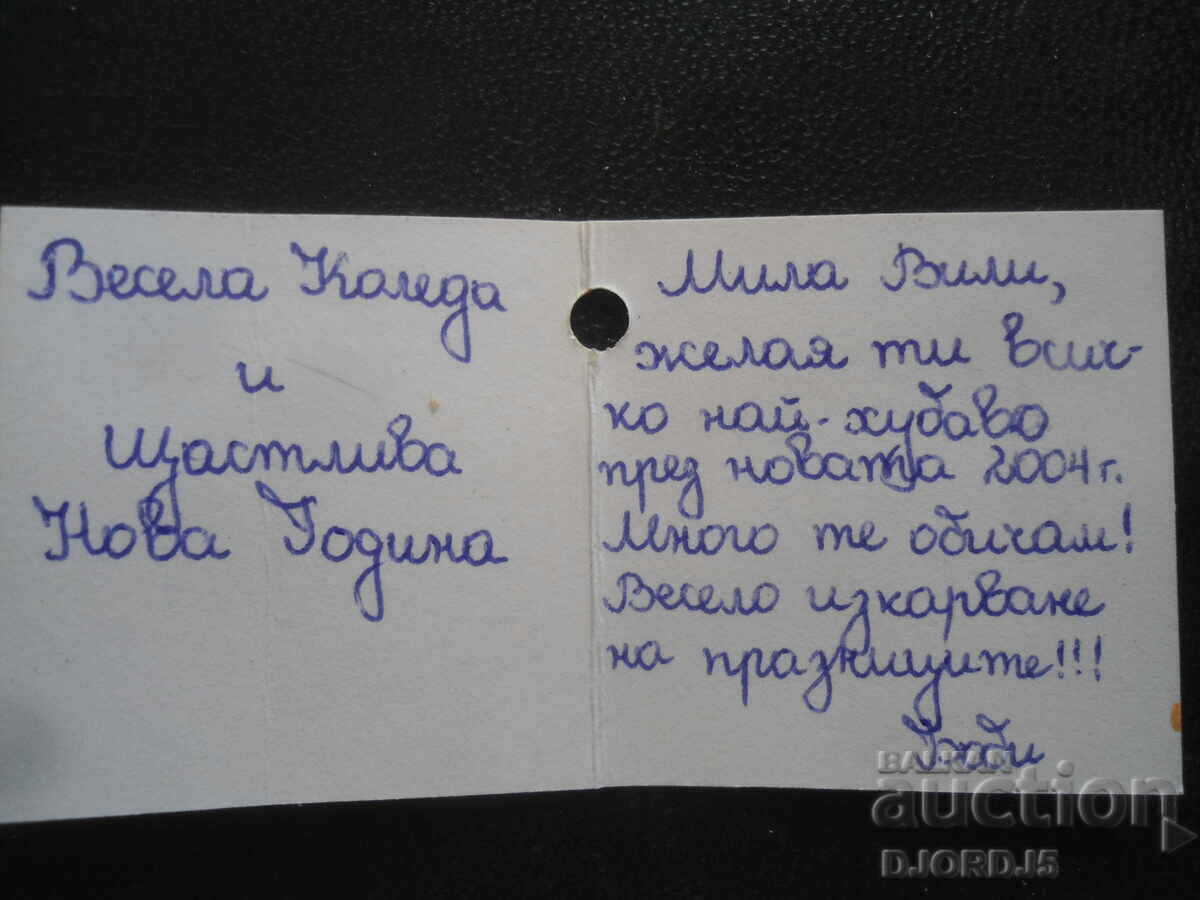 Весела Коледа
и
Щастлива
Нова Година
Мила Вили,
желая ти всич-
ко най-хубаво
през новата 2004 г.
Много те обичам!
Весело изкарване
на празниците!!!
BALKAN
auction
DJORDJ5